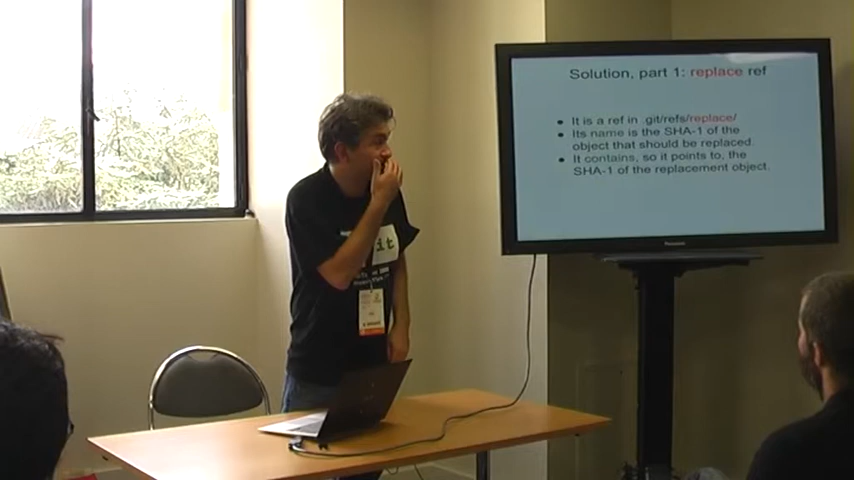 Solution, part 1: replace ref
• It is a ref in .git/refs/replace/
• Its name is the SHA-1 of the
object that should be replaced.
• It contains, so it points to, the
SHA-1 of the replacement object.
Panasonic
it